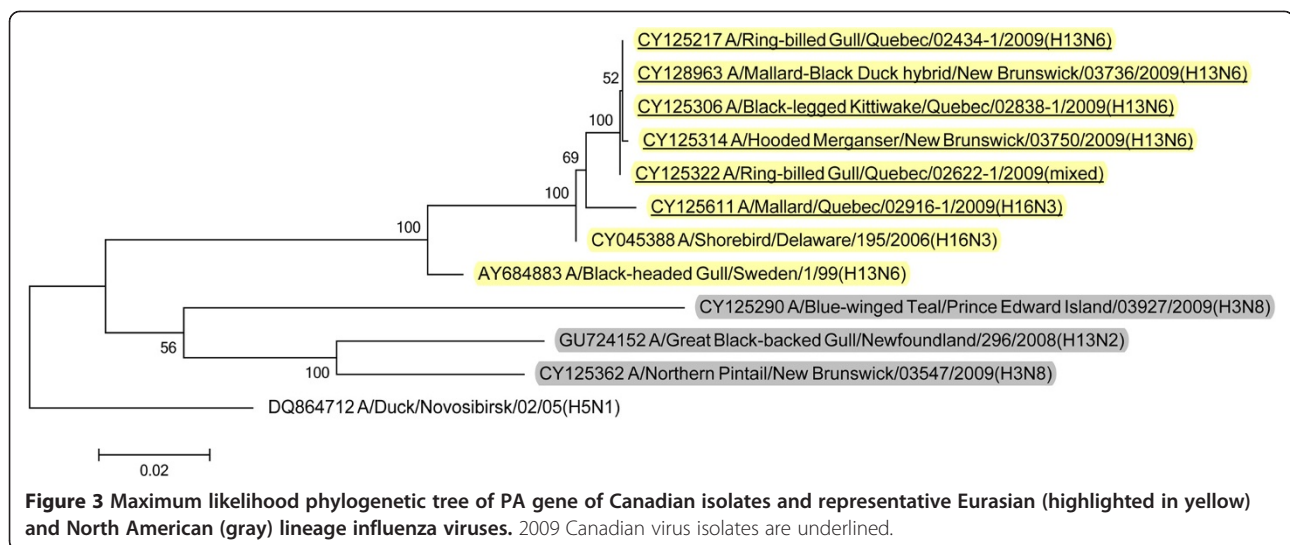 CY125217 A/Ring-billed Gull/Quebec/02434-1/2009(H13N6)
52
CY128963 A/Mallard-Black Duck hybrid/New Brunswick/03736/2009(H13N6)
CY125306 A/Black-legged Kittiwake/Quebec/02838-1/2009(H13N6)
100
CY125314 A/Hooded Merganser/New Brunswick/03750/2009(H13N6)
69
CY125322 A/Ring-billed Gull/Quebec/02622-1/2009(mixed)
100
CY125611 A/Mallard/Quebec/02916-1/2009(H16N3)
100
CY045388 A/Shorebird/Delaware/195/2006(H16N3)
AY684883 A/Black-headed Gull/Sweden/1/99(H13N6)
CY125290 A/Blue-winged Teal/Prince Edward Island/03927/2009(H3N8)
56
GU724152 A/Great Black-backed Gull/Newfoundland/296/2008(H13N2)
100
CY125362 A/Northern Pintail/New Brunswick/03547/2009(H3N8)
DQ864712 A/Duck/Novosibirsk/02/05(H5N1)
0.02
Figure 3 Maximum likelihood phylogenetic tree of PA gene of Canadian isolates and representative Eurasian (highlighted in yellow)
and North American (gray) lineage influenza viruses. 2009 Canadian virus isolates are underlined.